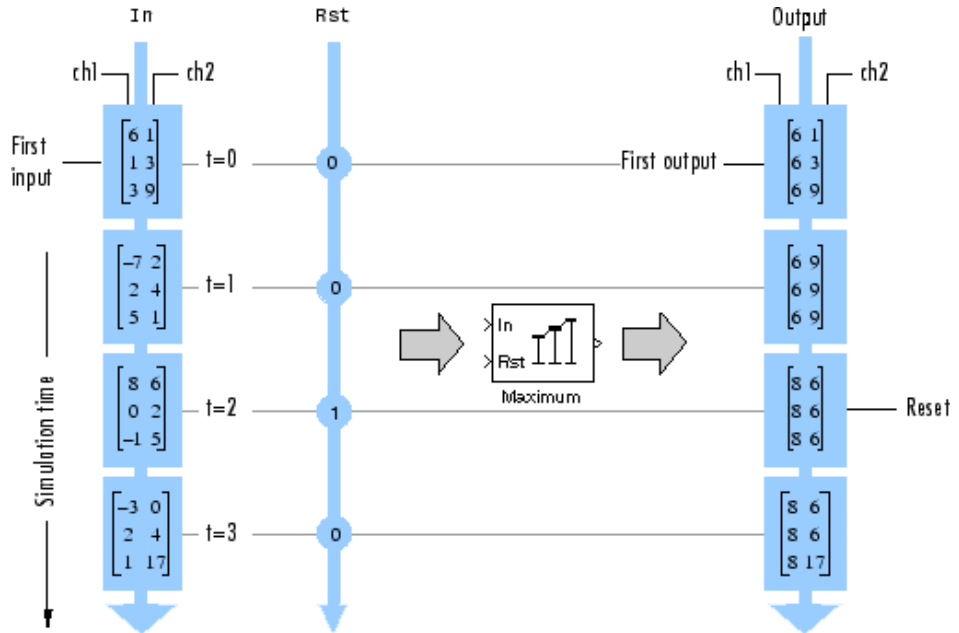 In Rst Output
ch1 ch2 ch1 ch2
First input
6 1
1 3
3 9
t=0
0
First output
6 1
6 3
6 9
-7 2
2 4
5 1
t=1
0
6 9
6 9
6 9
In
Rst
Maximum
Simulation time
8 6
0 2
-1 5
t=2
1
8 6
8 6
8 6
Reset
-3 0
2 4
1 17
t=3
0
8 6
8 6
8 17